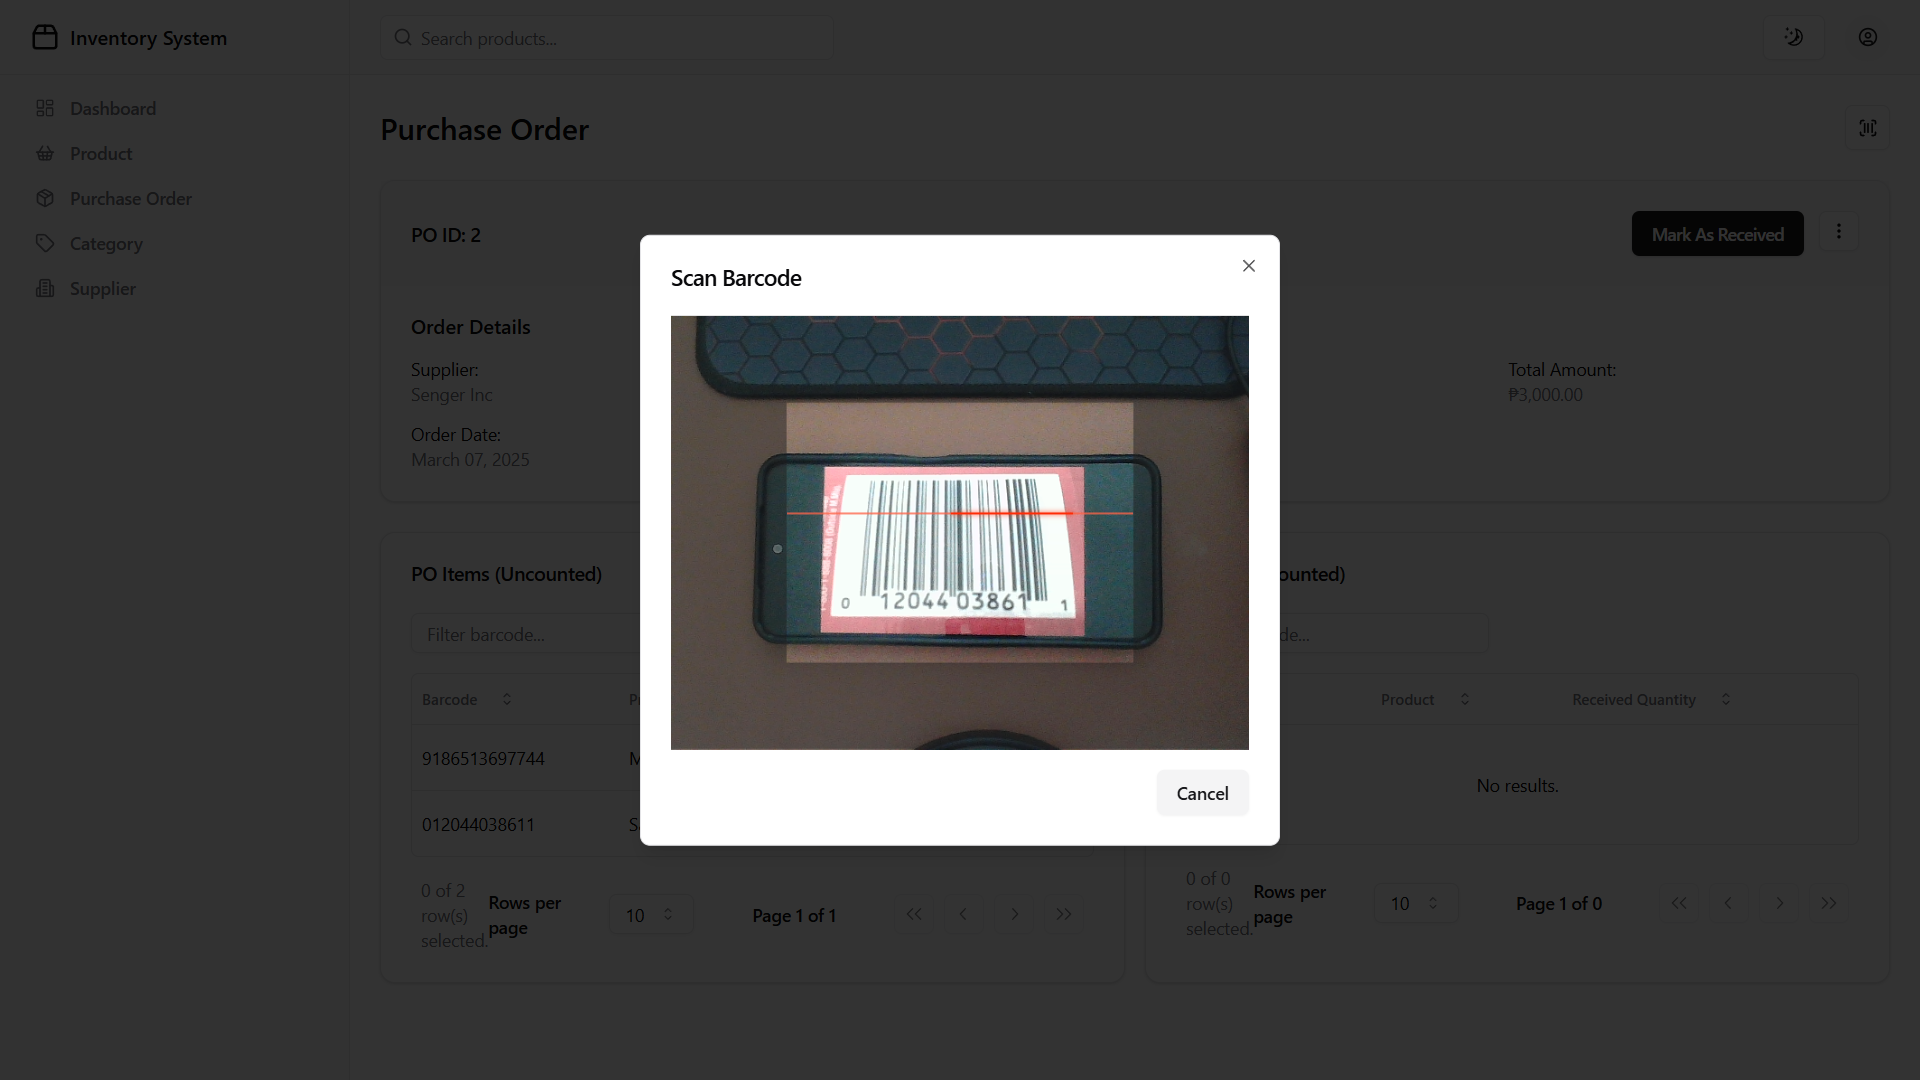 Inventory System
Search products...
Dashboard
Product
Purchase Order
Category
Supplier
Purchase Order
PO ID: 2
Mark As Received
Order Details
Supplier:
Senger Inc
Order Date:
March 07, 2025
Total Amount:
₱3,000.00
Scan Barcode
0 12044 03861 1
Cancel
PO Items (Uncounted)
Filter barcode...
Barcode
9186513697744
012044038611
0 of 2 row(s) selected.
Rows per page
10
Page 1 of 1
ounted)
de...
Product
Received Quantity
No results.
0 of 0 row(s) selected.
Rows per page
10
Page 1 of 0